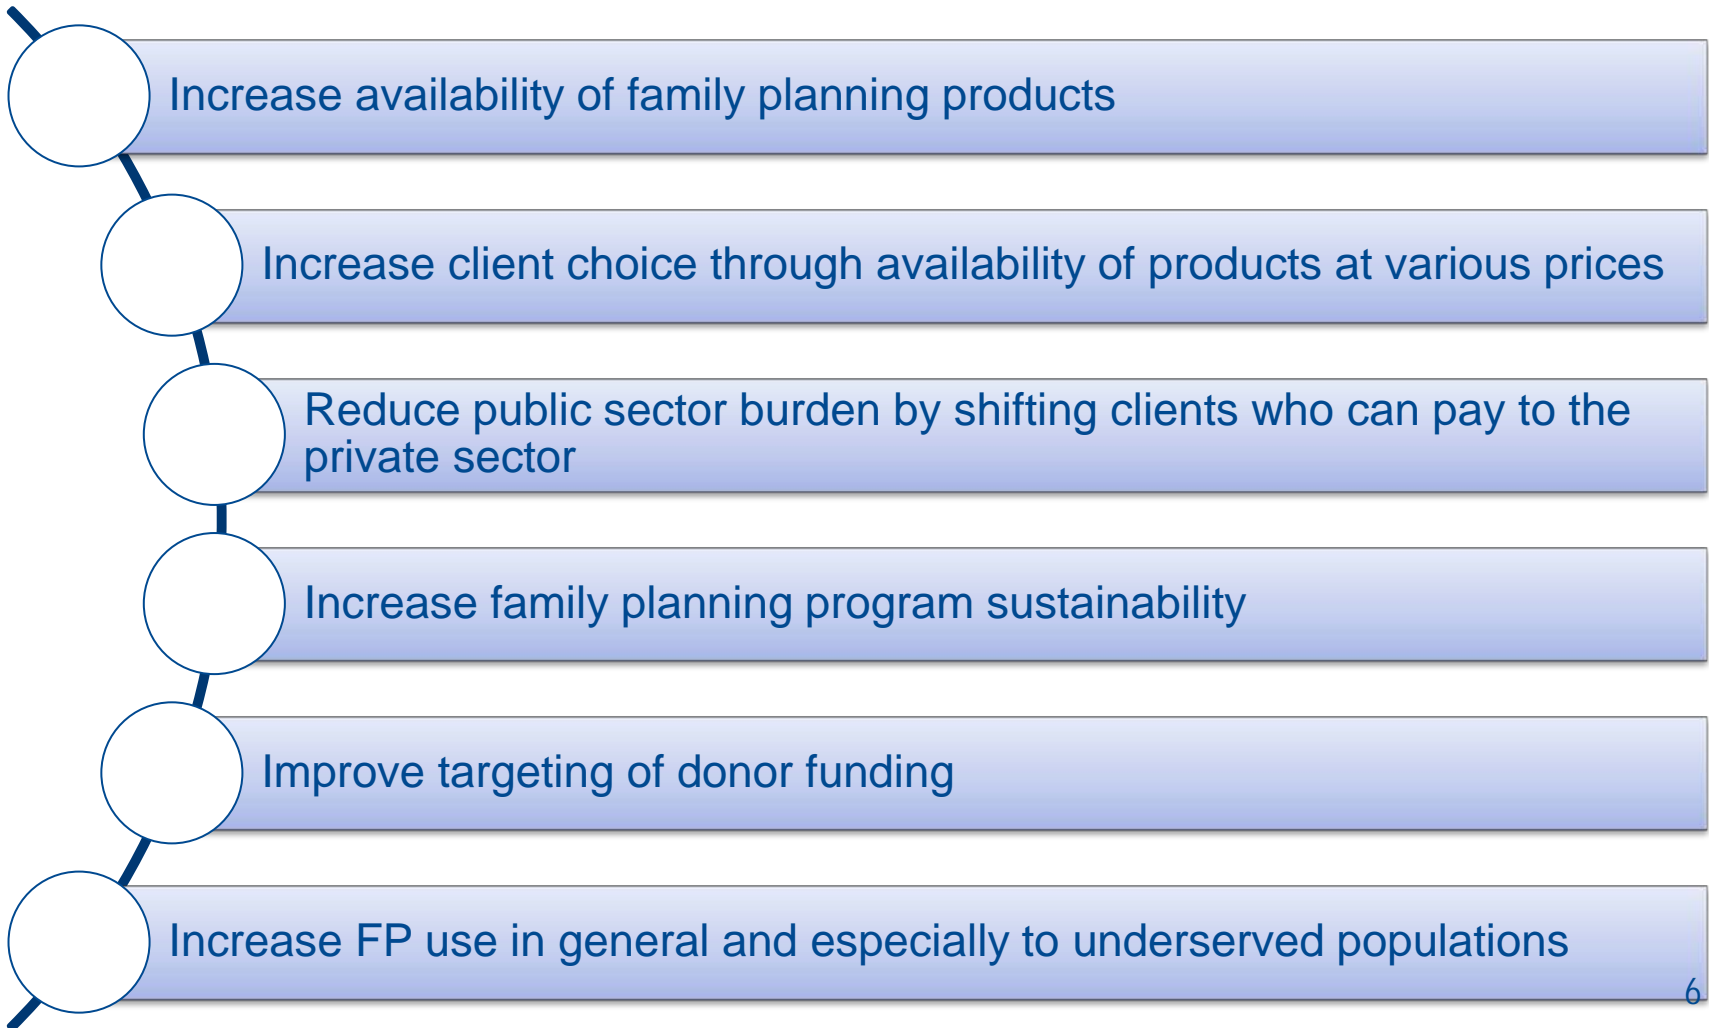 Increase availability of family planning products
Increase client choice through availability of products at various prices
Reduce public sector burden by shifting clients who can pay to the
private sector
Increase family planning program sustainability
Improve targeting of donor funding
Increase FP use in general and especially to underserved populations
6